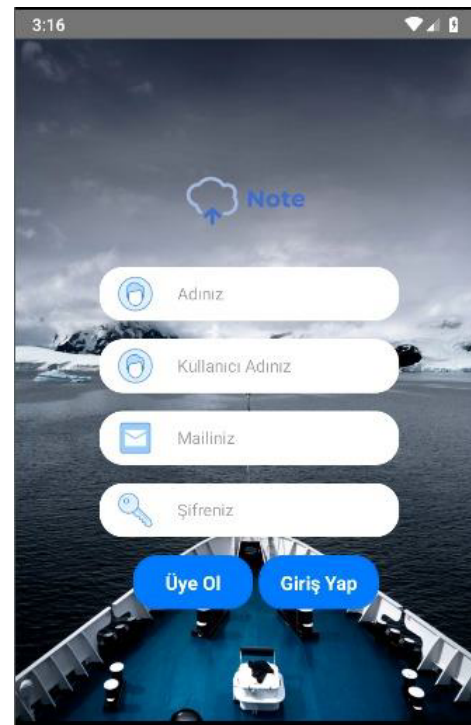 3:16
Note
Adınız
Kullanıcı Adınız
Mailiniz
Şifreniz
Üye Ol
Giriş Yap